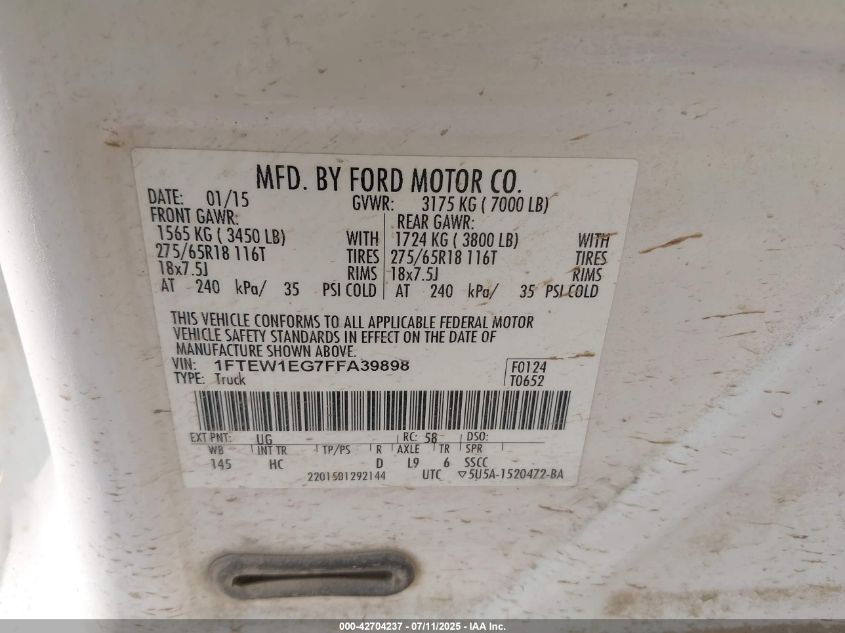 MFD. BY FORD MOTOR CO.
DATE: 01/15 GVWR: 3175 KG ( 7000 LB)
FRONT GAWR: REAR GAWR:
1565 KG ( 3450 LB) WITH 1724 KG ( 3800 LB) WITH
275/65R18 116T TIRES 275/65R18 116T TIRES
18x7.5J RIMS 18x7.5J RIMS
AT 240 kPa/ 35 PSI COLD AT 240 kPa/ 35 PSI COLD
THIS VEHICLE CONFORMS TO ALL APPLICABLE FEDERAL MOTOR
VEHICLE SAFETY STANDARDS IN EFFECT ON THE DATE OF
MANUFACTURE SHOWN ABOVE.
VIN: 1FTEW1EG7FFA39898 F0124
TYPE: Truck T0652
EXT PNT: UG RC: 58 DSO:
WB INT TR TP/PS R AXLE TR SPR
145 HC D L9 6 SSCC
2201501292144 UTC ▽5U5A-1520472-BA
000-42704237 - 07/11/2025 - IAA Inc.